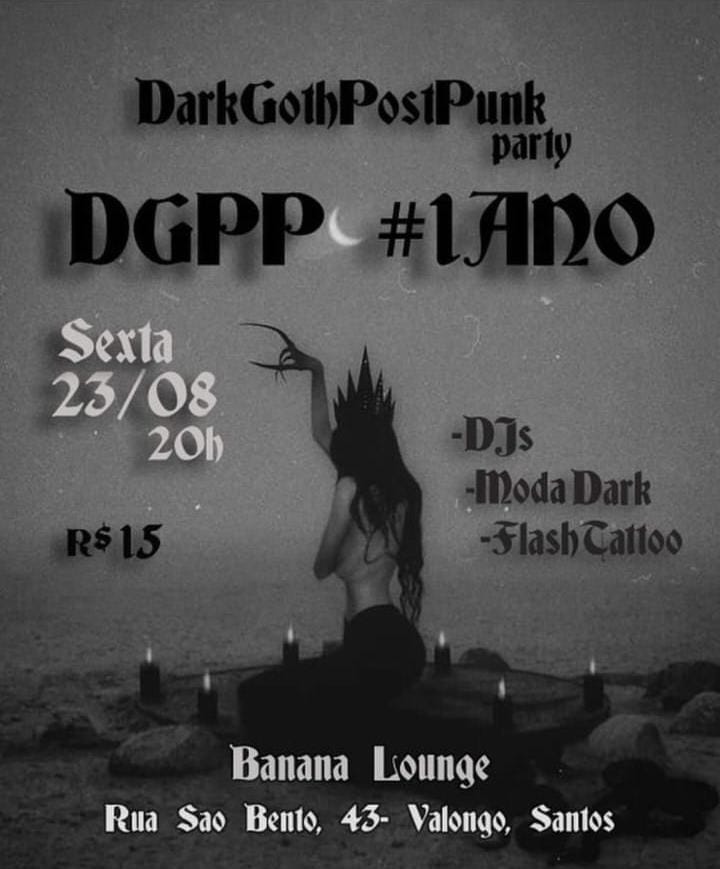 DarkGothPostPunk
party
DGPP #1ANO
Sexta
23/08
20h
R$ 15
-DJs
-Moda Dark
-Flash Tattoo
Banana Lounge
Rua Sao Bento, 43- Valongo, Santos